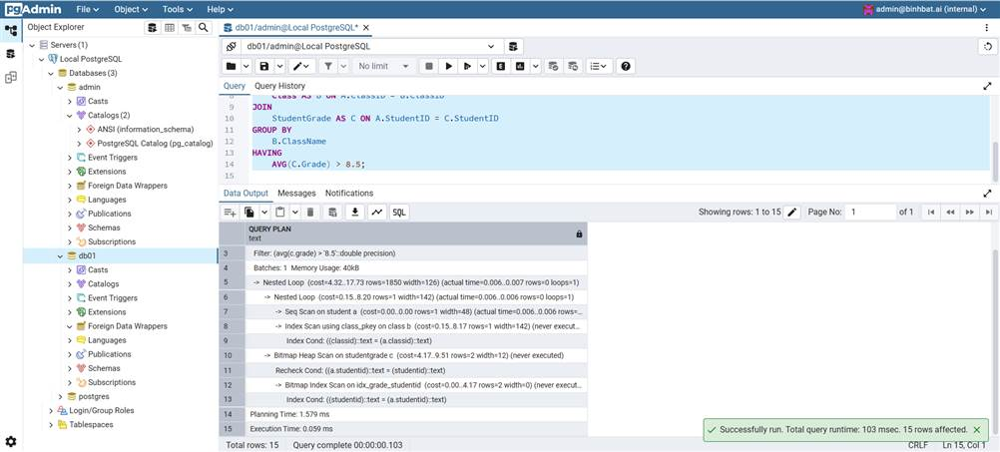 pgAdmin File Object Tools Help admin@binhbat.ai (internal)
Object Explorer
db01/admin@Local PostgreSQL*
Servers (1)
Local PostgreSQL
Databases (3)
admin
Casts
Catalogs (2)
ANSI (information_schema)
PostgreSQL Catalog (pg_catalog)
Event Triggers
Extensions
Foreign Data Wrappers
Languages
Publications
Schemas
Subscriptions
db01
Casts
Catalogs
Event Triggers
Extensions
Foreign Data Wrappers
Languages
Publications
Schemas
Subscriptions
postgres
Login/Group Roles
Tablespaces
db01/admin@Local PostgreSQL
No limit
E
Query Query History
8 Class AS B ON A.ClassID = B.ClassID
9 JOIN
10 StudentGrade AS C ON A.StudentID = C.StudentID
11 GROUP BY
12 B.ClassName
13 HAVING
14 AVG(C.Grade) > 8.5;
15
Data Output Messages Notifications
SQL Showing rows: 1 to 15 Page No: 1 of 1
QUERY PLAN
text
3 Filter: (avg(c.grade) > '8.5'::double precision)
4 Batches: 1 Memory Usage: 40kB
5 -> Nested Loop (cost=4.32..17.73 rows=1850 width=126) (actual time=0.006..0.007 rows=0 loops=1)
6 -> Nested Loop (cost=0.15..8.20 rows=1 width=142) (actual time=0.006..0.006 rows=0 loops=1)
7 -> Seq Scan on student a (cost=0.00..0.00 rows=1 width=48) (actual time=0.006..0.006 rows=...
8 -> Index Scan using class_pkey on class b (cost=0.15..8.17 rows=1 width=142) (never execut...
9 Index Cond: ((classid)::text = (a.classid)::text)
10 -> Bitmap Heap Scan on studentgrade c (cost=4.17..9.51 rows=2 width=12) (never executed)
11 Recheck Cond: ((a.studentid)::text = (studentid)::text)
12 -> Bitmap Index Scan on idx_grade_studentid (cost=0.00..4.17 rows=2 width=0) (never execut...
13 Index Cond: ((studentid)::text = (a.studentid)::text)
14 Planning Time: 1.579 ms
15 Execution Time: 0.059 ms
Successfully run. Total query runtime: 103 msec. 15 rows affected.
Total rows: 15 Query complete 00:00:00.103 CRLF Ln 15, Col 1